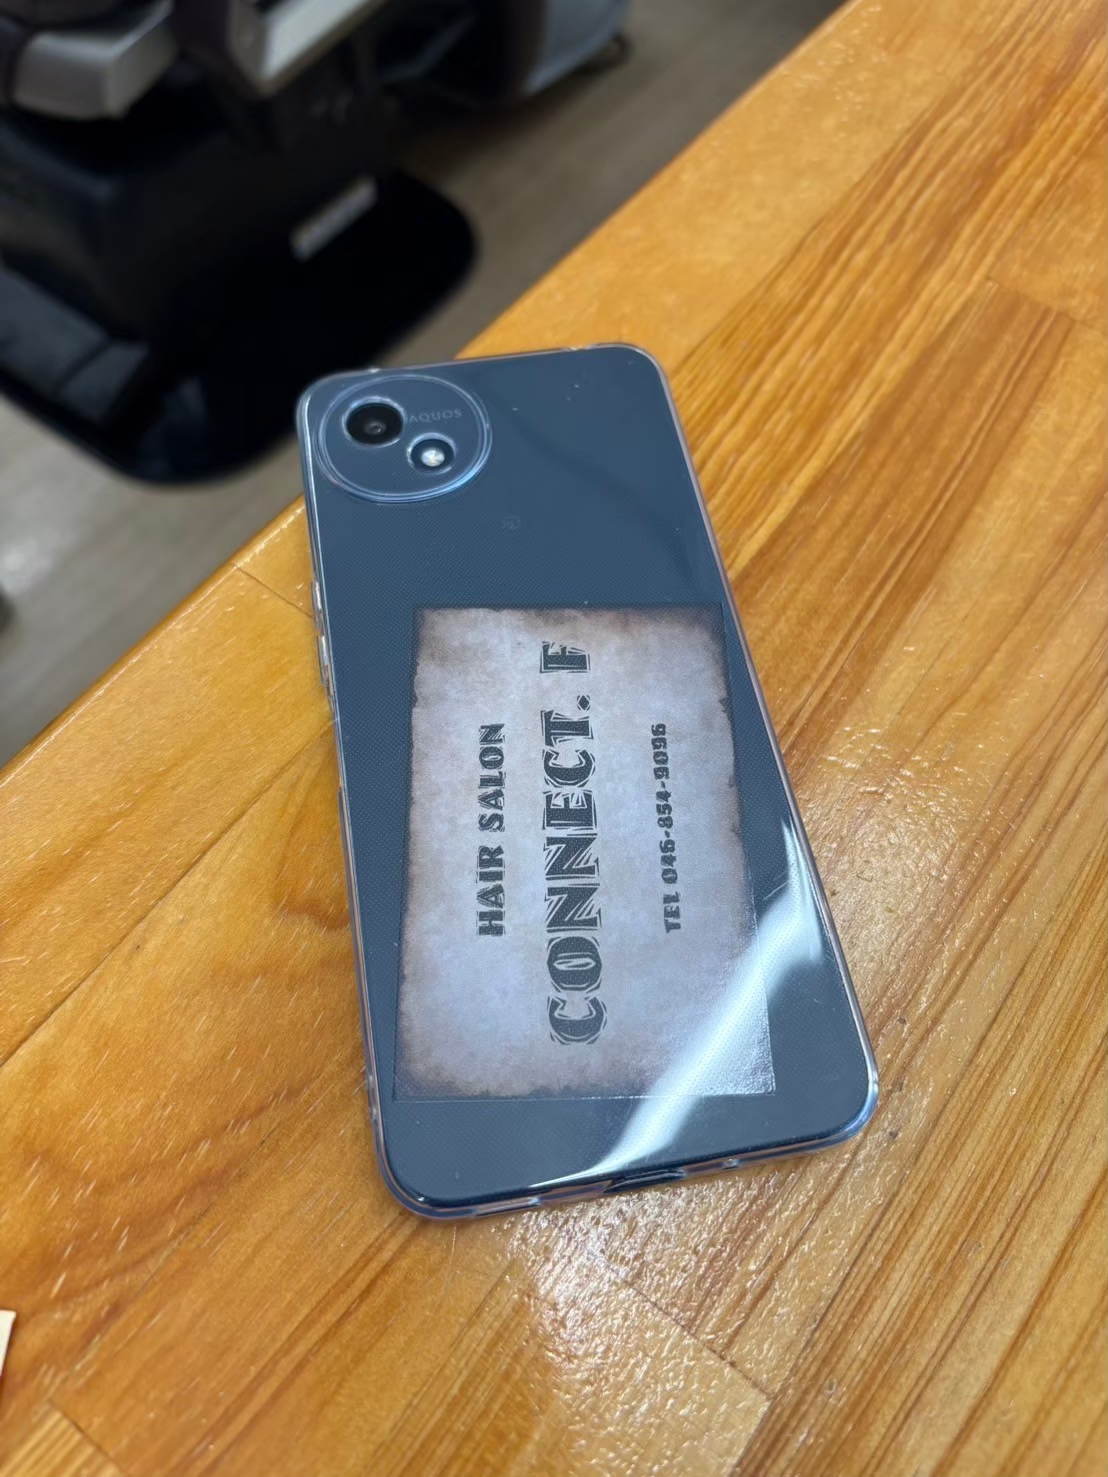 AQUOS
HAIR SALON
CONNECT. F
TEL 046-854-9096